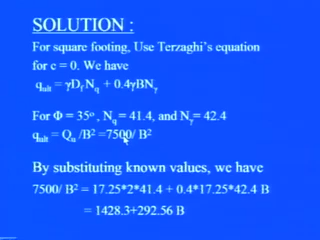 SOLUTION :
For square footing, Use Terzaghi's equation
for c = 0. We have
qult = γDf Nq + 0.4γBNγ
For Φ = 35º , Nq = 41.4, and Nγ= 42.4
qult = Qu /B² =7500/ B²
By substituting known values, we have
7500/ B² = 17.25*2*41.4 + 0.4*17.25*42.4 B
= 1428.3+292.56 B